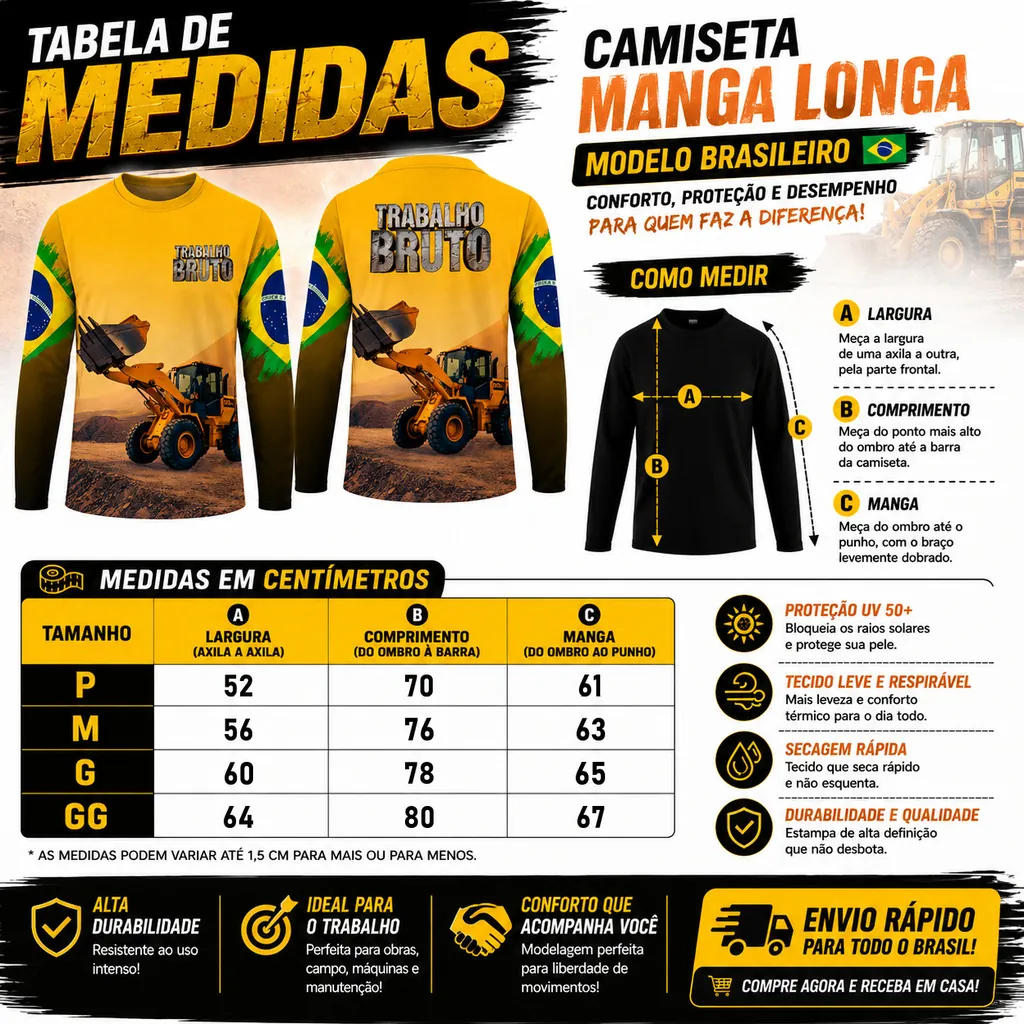 TABELA DE
MEDIDAS
CAMISETA
MANGA LONGA
MODELO BRASILEIRO
CONFORTO, PROTEÇÃO E DESEMPENHO
PARA QUEM FAZ A DIFERENÇA!
TRABALHO
BRUTO
TRABALHO
BRUTO
COMO MEDIR
A
B
C
A LARGURA
Meça a largura
de uma axila a outra,
pela parte frontal.
B COMPRIMENTO
Meça do ponto mais alto
do ombro até a barra
da camiseta.
C MANGA
Meça do ombro até o
punho, com o braço
levemente dobrado.
MEDIDAS EM CENTÍMETROS
TAMANHO
A
LARGURA
(AXILA A AXILA)
B
COMPRIMENTO
(DO OMBRO À BARRA)
C
MANGA
(DO OMBRO AO PUNHO)
P 52 70 61
M 56 76 63
G 60 78 65
GG 64 80 67
* AS MEDIDAS PODEM VARIAR ATÉ 1,5 CM PARA MAIS OU PARA MENOS.
PROTEÇÃO UV 50+
Bloqueia os raios solares
e protege sua pele.
TECIDO LEVE E RESPIRÁVEL
Mais leveza e conforto
térmico para o dia todo.
SECAGEM RÁPIDA
Tecido que seca rápido
e não esquenta.
DURABILIDADE E QUALIDADE
Estampa de alta definição
que não desbota.
ALTA
DURABILIDADE
Resistente ao uso
intenso!
IDEAL PARA
O TRABALHO
Perfeita para obras,
campo, máquinas e
manutenção!
CONFORTO QUE
ACOMPANHA VOCÊ
Modelagem perfeita
para liberdade de
movimentos!
ENVIO RÁPIDO
PARA TODO O BRASIL!
COMPRE AGORA E RECEBA EM CASA!